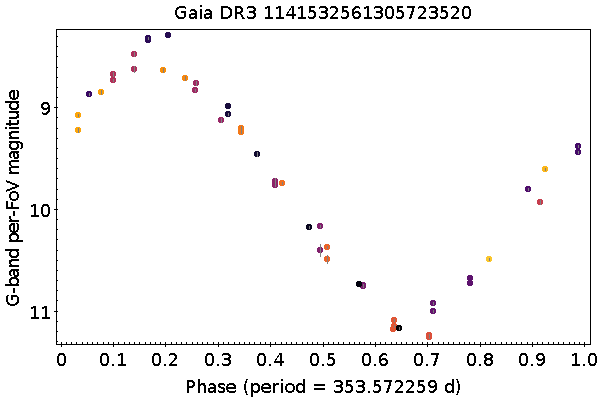 Gaia DR3 1141532561305723520
G-band per-FoV magnitude
9
10
11
0 0.1 0.2 0.3 0.4 0.5 0.6 0.7 0.8 0.9 1.0
Phase (period = 353.572259 d)